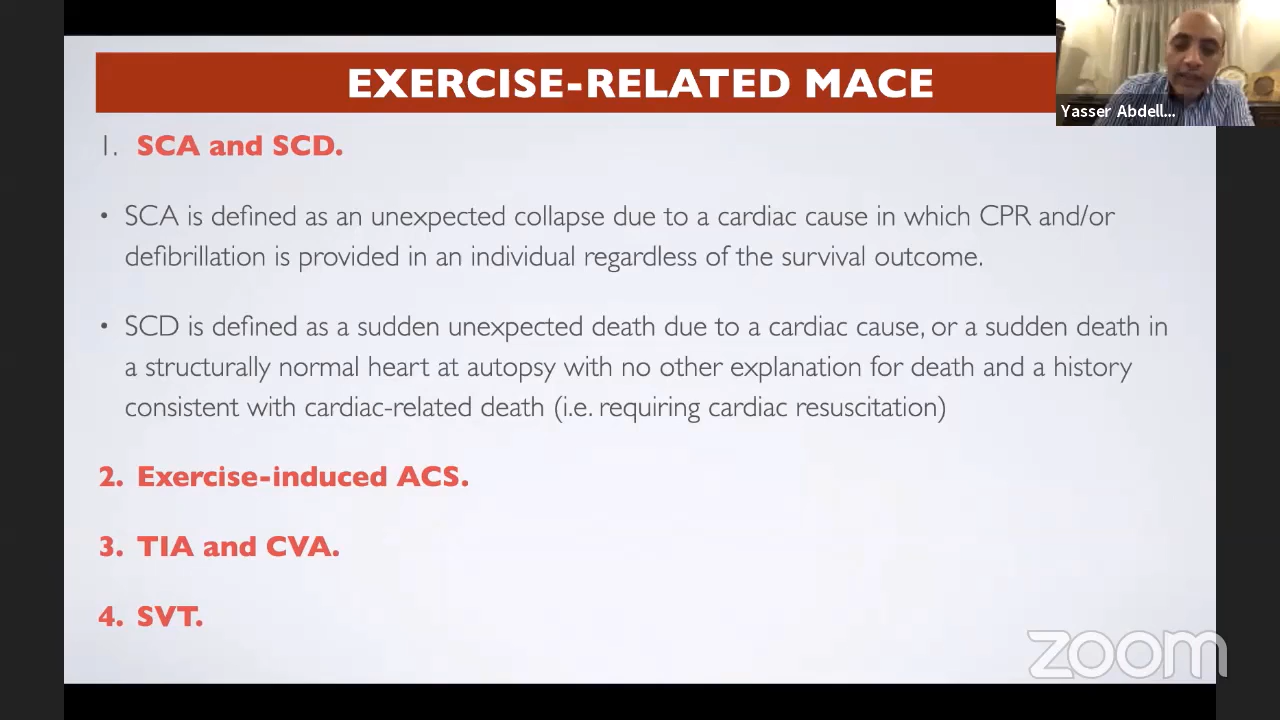 EXERCISE-RELATED MACE
Yasser Abdell...
1. SCA and SCD.
• SCA is defined as an unexpected collapse due to a cardiac cause in which CPR and/or
defibrillation is provided in an individual regardless of the survival outcome.
• SCD is defined as a sudden unexpected death due to a cardiac cause, or a sudden death in
a structurally normal heart at autopsy with no other explanation for death and a history
consistent with cardiac-related death (i.e. requiring cardiac resuscitation)
2. Exercise-induced ACS.
3. TIA and CVA.
4. SVT.
zoom